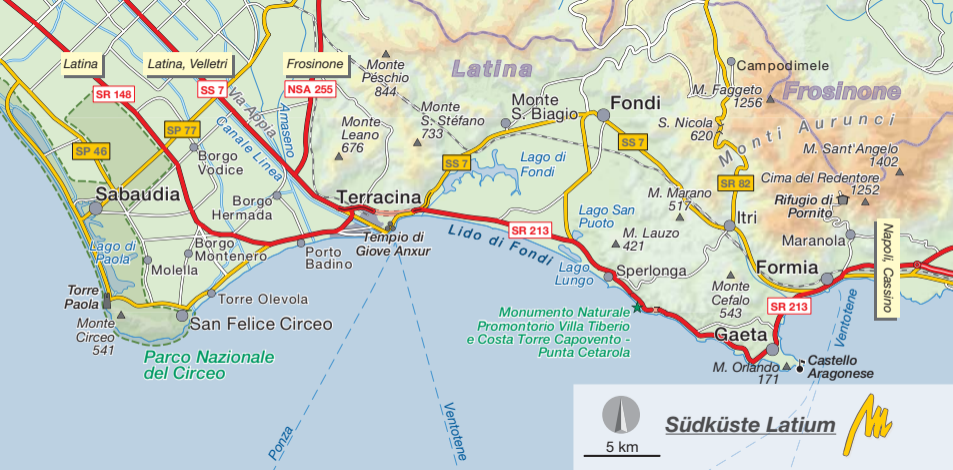 Latina
Latina, Velletri
Frosinone
Monte
Péschio
844
Latina
Campodimele
M. Faggeto
1256
Frosinone
SR 148
SS 7
NSA 255
Via Appia
Amaseno
Canale Linea
Monte
S. Stéfano
733
Monte
S. Biagio
Fondi
S. Nicola
620
Monti Aurunci
SP 77
Monte
Leano
676
SS 7
SS 7
M. Sant'Angelo
1402
SP 46
Borgo
Vodice
Lago di
Fondi
SR 82
Cima del Redentore
1252
Sabaudia
Borgo
Hermada
Terracina
M. Marano
517
Rifugio di
Pornito
Lago San
Puoto
Itri
Lago di
Paola
Borgo
Montenero
Tempio di
Giove Anxur
SR 213
Lido di Fondi
M. Lauzo
421
Maranola
Napoli, Cassino
Porto
Badino
Molella
Lago
Lungo
Sperlonga
Formia
Torre
Paola
Torre Olevola
Monte
Cefalo
543
SR 213
Ventotene
Monte
Circeo
541
San Felice Circeo
Monumento Naturale
Promontorio Villa Tiberio
e Costa Torre Capovento -
Punta Cetarola
Gaeta
Parco Nazionale
del Circeo
M. Orlando
171
Castello
Aragonese
Ponza
Ventotene
5 km
Südküste Latium